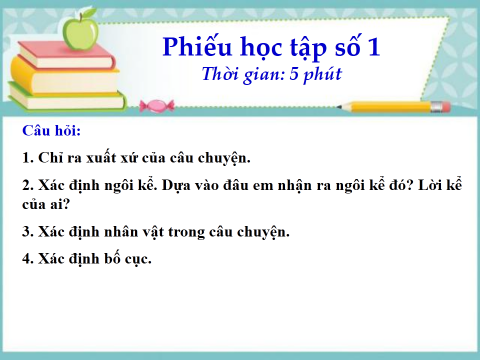 Phiếu học tập số 1
Thời gian: 5 phút
Câu hỏi:
1. Chỉ ra xuất xứ của câu chuyện.
2. Xác định ngôi kể. Dựa vào đâu em nhận ra ngôi kể đó? Lời kể
của ai?
3. Xác định nhân vật trong câu chuyện.
4. Xác định bố cục.